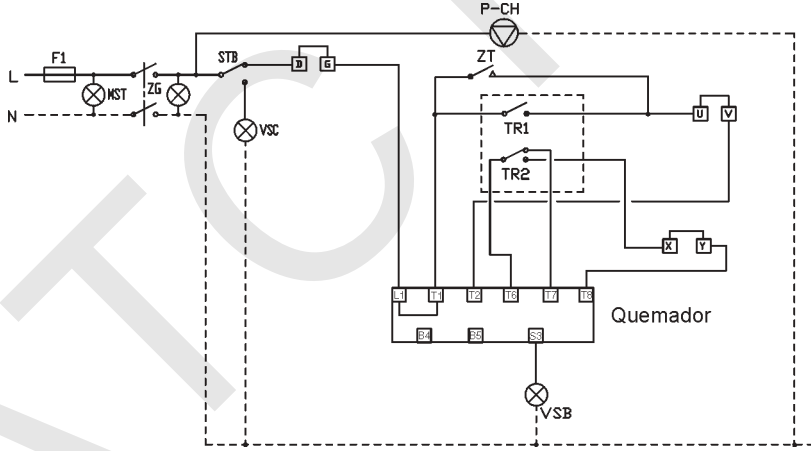 P-CH
F1
STB
D
G
ZT
L
MST
ZG
N
VSC
TR1
U
V
TR2
X
Y
L1
T1
T2
T6
T7
T8
Quemador
B4
B5
S3
VSB